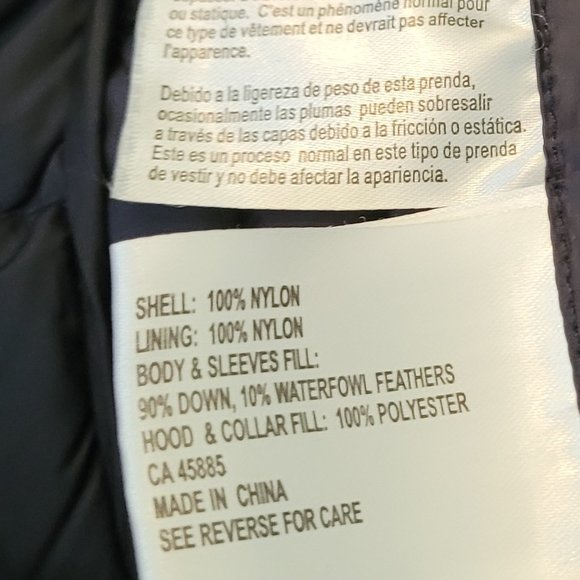 ou statique. C'est un phénomène normal pour
ce type de vêtement et ne devrait pas affecter
l'apparence.
Debido a la ligereza de peso de esta prenda,
ocasionalmente las plumas pueden sobresalir
a través de las capas debido a la fricción o estática.
Este es un proceso normal en este tipo de prenda
de vestir y no debe afectar la apariencia.
SHELL: 100% NYLON
LINING: 100% NYLON
BODY & SLEEVES FILL:
90% DOWN, 10% WATERFOWL FEATHERS
HOOD & COLLAR FILL: 100% POLYESTER
CA 45885
MADE IN CHINA
SEE REVERSE FOR CARE